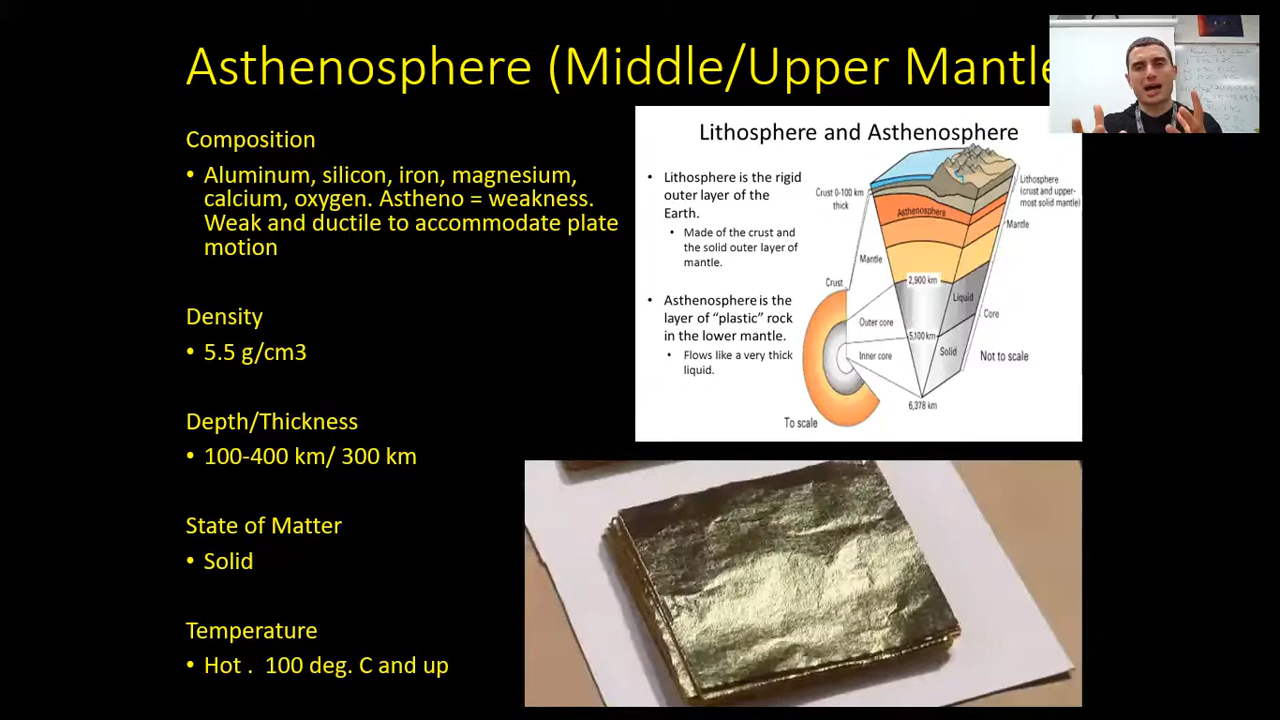 Asthenosphere (Middle/Upper Mantle
Composition
• Aluminum, silicon, iron, magnesium,
calcium, oxygen. Astheno = weakness.
Weak and ductile to accommodate plate
motion
Density
• 5.5 g/cm3
Depth/Thickness
• 100-400 km/ 300 km
State of Matter
• Solid
Temperature
• Hot . 100 deg. C and up
Lithosphere and Asthenosphere
• Lithosphere is the rigid
outer layer of the
Earth.
• Made of the crust and
the solid outer layer of
mantle.
• Asthenosphere is the
layer of “plastic” rock
in the lower mantle.
• Flows like a very thick
liquid.
Crust 0-100 km
thick
Asthenosphere
Lithosphere
(crust and upper-
most solid mantle)
Mantle
Mantle
Crust
2,900 km
Liquid
Outer core
Core
5,100 km
Inner core
Solid
Not to scale
6,378 km
To scale